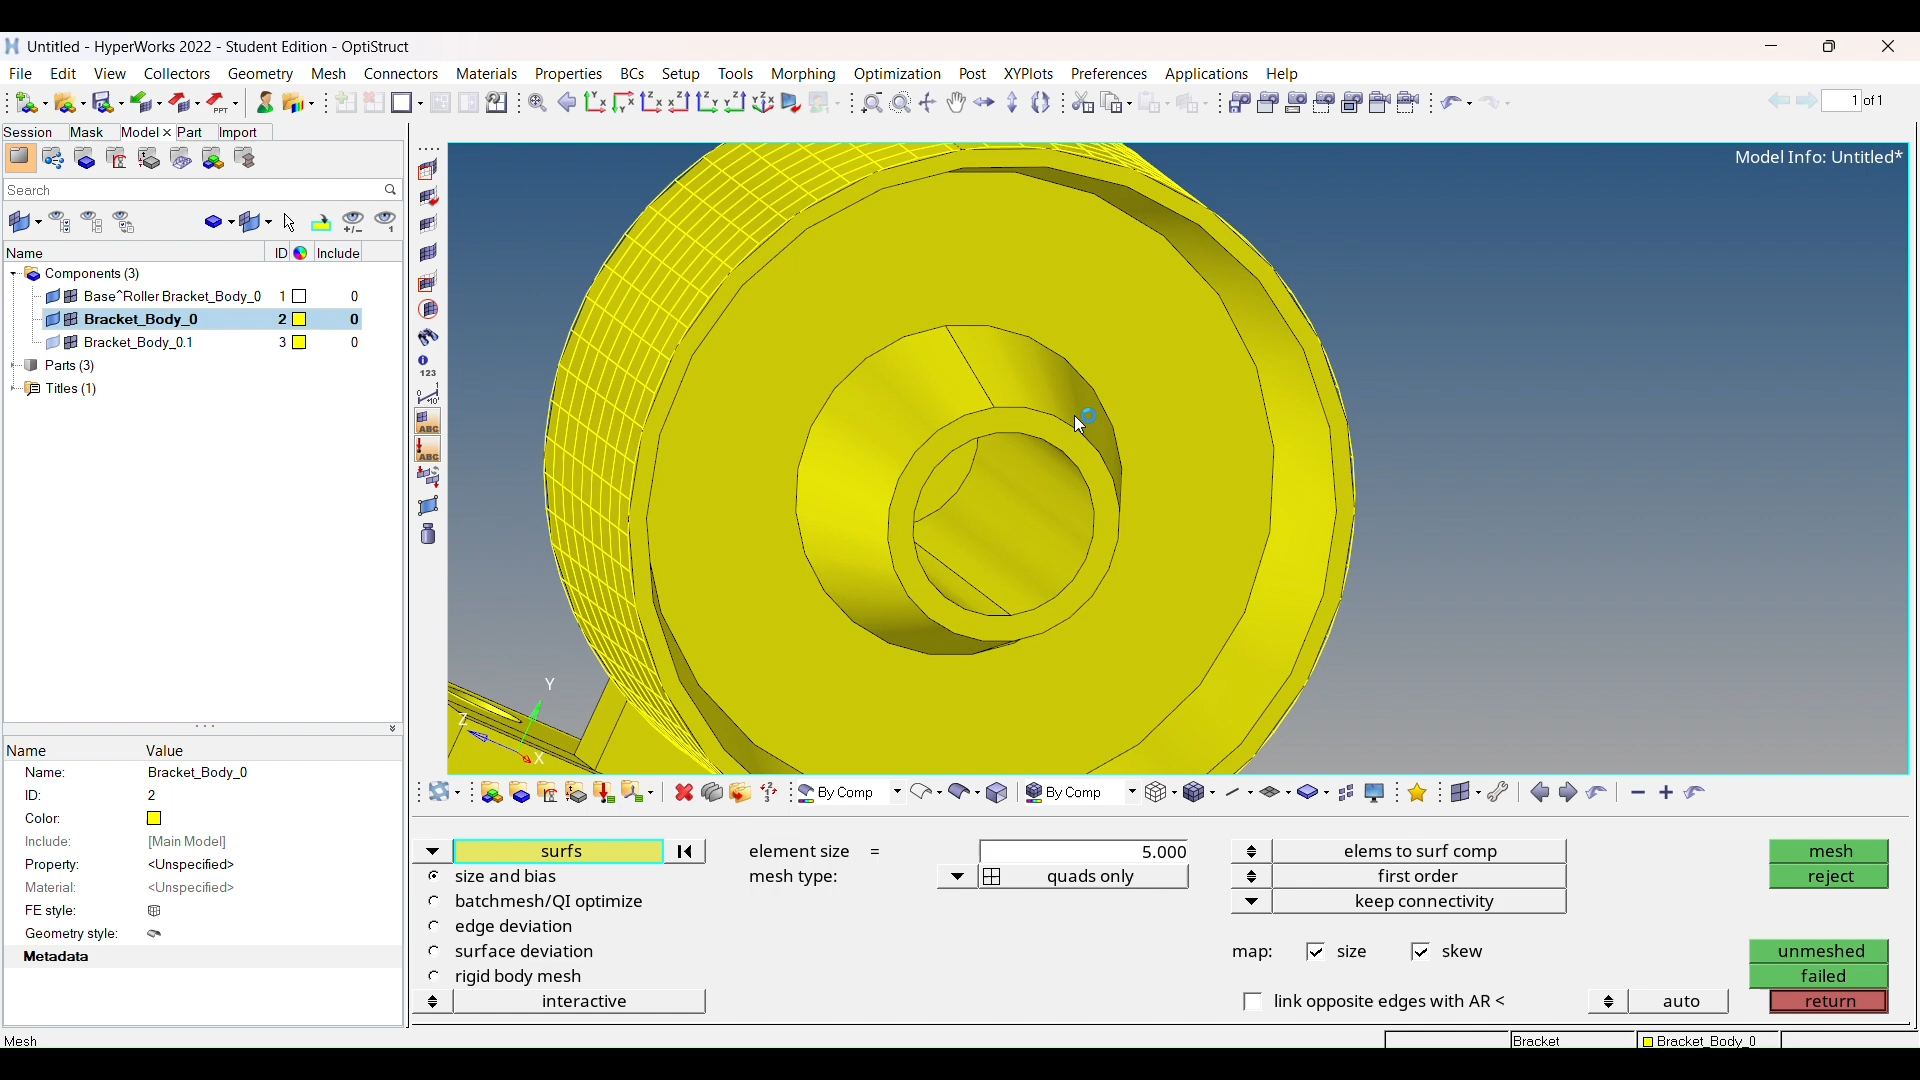 Untitled - HyperWorks 2022 - Student Edition - OptiStruct
File Edit View Collectors Geometry Mesh Connectors Materials Properties BCs Setup Tools Morphing Optimization Post XYPlots Preferences Applications Help
1 of 1
Session Mask Model × Part Import
Search
Name ID Include
Components (3)
Base^Roller Bracket_Body_0 1 0
Bracket_Body_0 2 0
Bracket_Body_0.1 3 0
Parts (3)
Titles (1)
Model Info: Untitled*
Y
Z
X
Name Value
Name: Bracket_Body_0
ID: 2
Color:
Include: [Main Model]
Property: <Unspecified>
Material: <Unspecified>
FE style:
Geometry style:
Metadata
By Comp By Comp
surfs
element size = 5.000
elems to surf comp
mesh
size and bias
mesh type: quads only
first order
reject
batchmesh/QI optimize
keep connectivity
edge deviation
surface deviation
map: size skew
unmeshed
rigid body mesh
failed
interactive
link opposite edges with AR <
auto
return
Mesh
Bracket
Bracket_Body_0